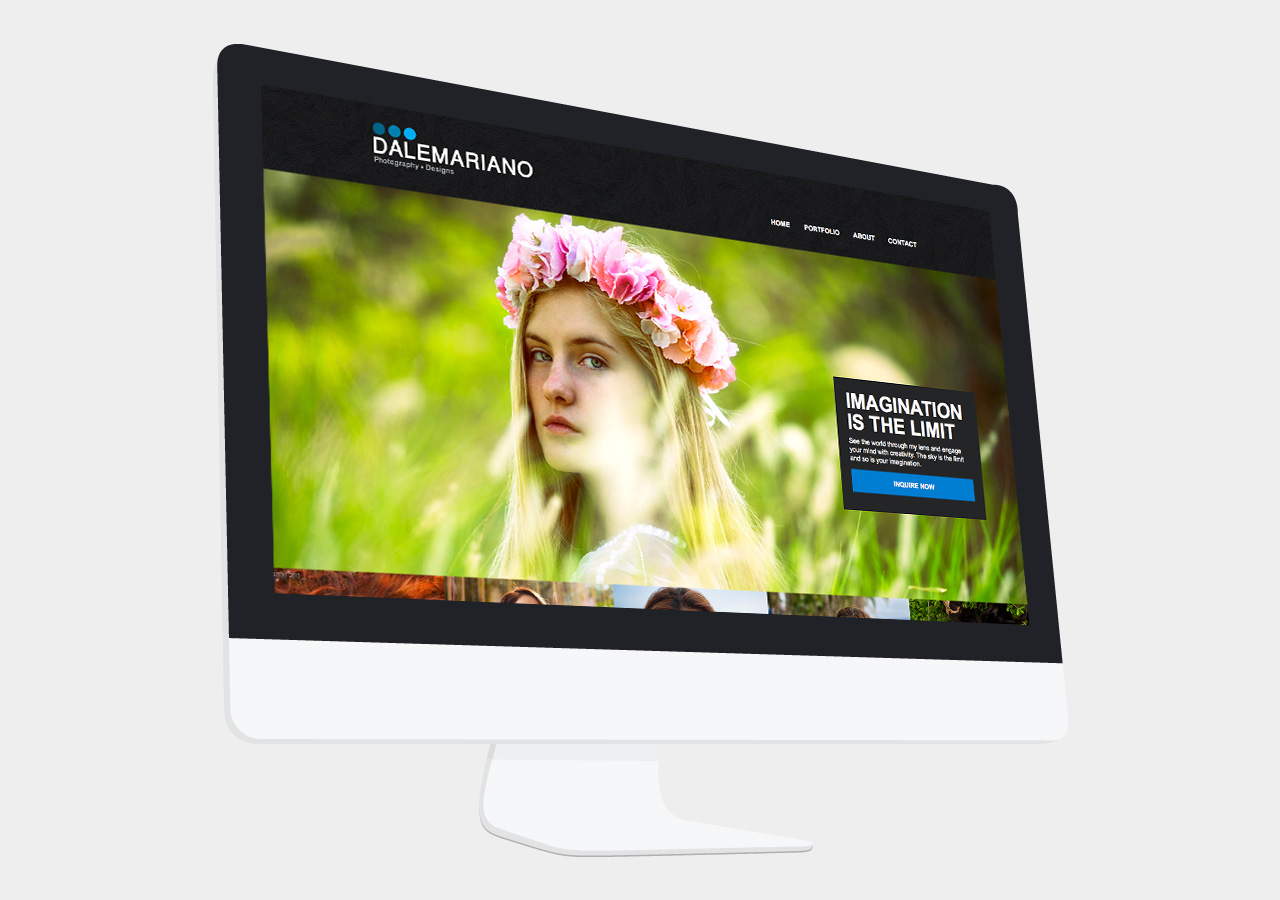 DALEMARIANO
Photography + Designs
HOME PORTFOLIO ABOUT CONTACT
IMAGINATION
IS THE LIMIT
See the world through my lens and engage
your mind with creativity. The sky is the limit
and so is your imagination.
INQUIRE NOW